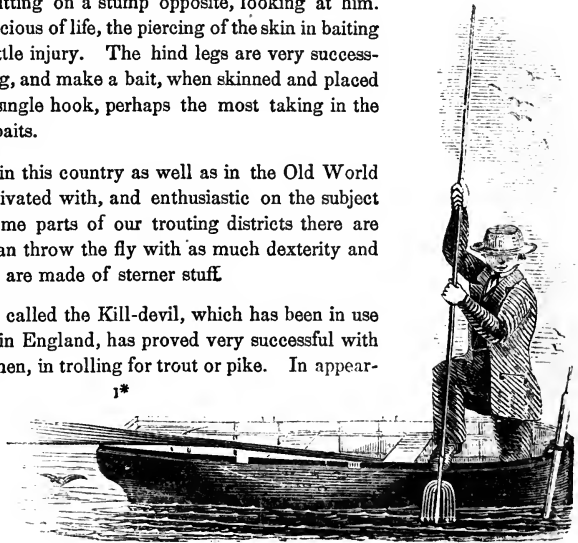 itting on a stump opposite, looking at him.
cious of life, the piercing of the skin in baiting
ttle injury. The hind legs are very success-
g, and make a bait, when skinned and placed
single hook, perhaps the most taking in the
baits.
in this country as well as in the Old World
ivated with, and enthusiastic on the subject
me parts of our trouting districts there are
an throw the fly with as much dexterity and
are made of sterner stuff.
called the Kill-devil, which has been in use
in England, has proved very successful with
nen, in trolling for trout or pike. In appear-
1*